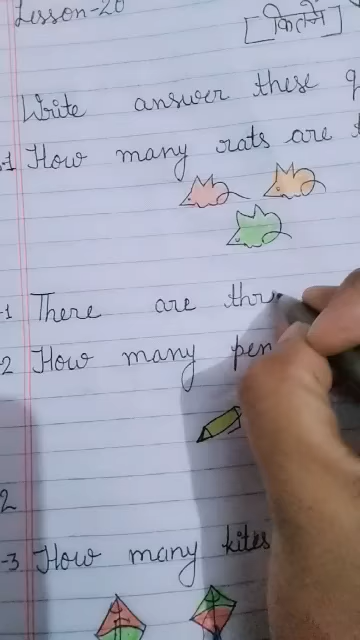 Lesson-20
[कितने
Write answer these
-1 How many rats are
-1 There are thr
-2 How many pen
2
-3 How many kites